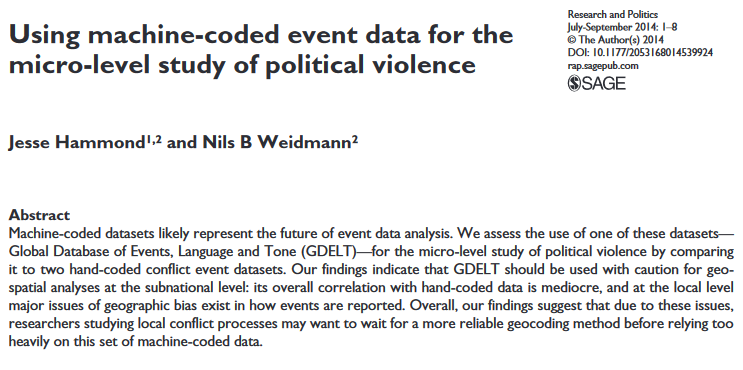 Using machine-coded event data for the
micro-level study of political violence
Research and Politics
July-September 2014: 1–8
© The Author(s) 2014
DOI: 10.1177/2053168014539924
rap.sagepub.com
SAGE
Jesse Hammond1,2 and Nils B Weidmann2
Abstract
Machine-coded datasets likely represent the future of event data analysis. We assess the use of one of these datasets—
Global Database of Events, Language and Tone (GDELT)—for the micro-level study of political violence by comparing
it to two hand-coded conflict event datasets. Our findings indicate that GDELT should be used with caution for geo-
spatial analyses at the subnational level: its overall correlation with hand-coded data is mediocre, and at the local level
major issues of geographic bias exist in how events are reported. Overall, our findings suggest that due to these issues,
researchers studying local conflict processes may want to wait for a more reliable geocoding method before relying too
heavily on this set of machine-coded data.